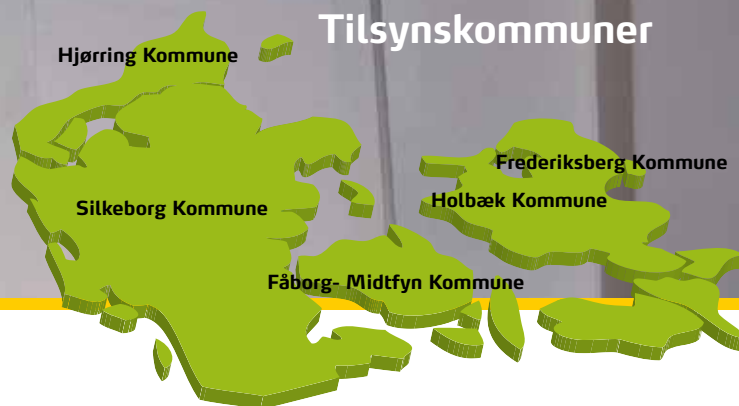 Tilsynskommuner
Hjørring Kommune
Frederiksberg Kommune
Silkeborg Kommune
Holbæk Kommune
Fåborg- Midtfyn Kommune